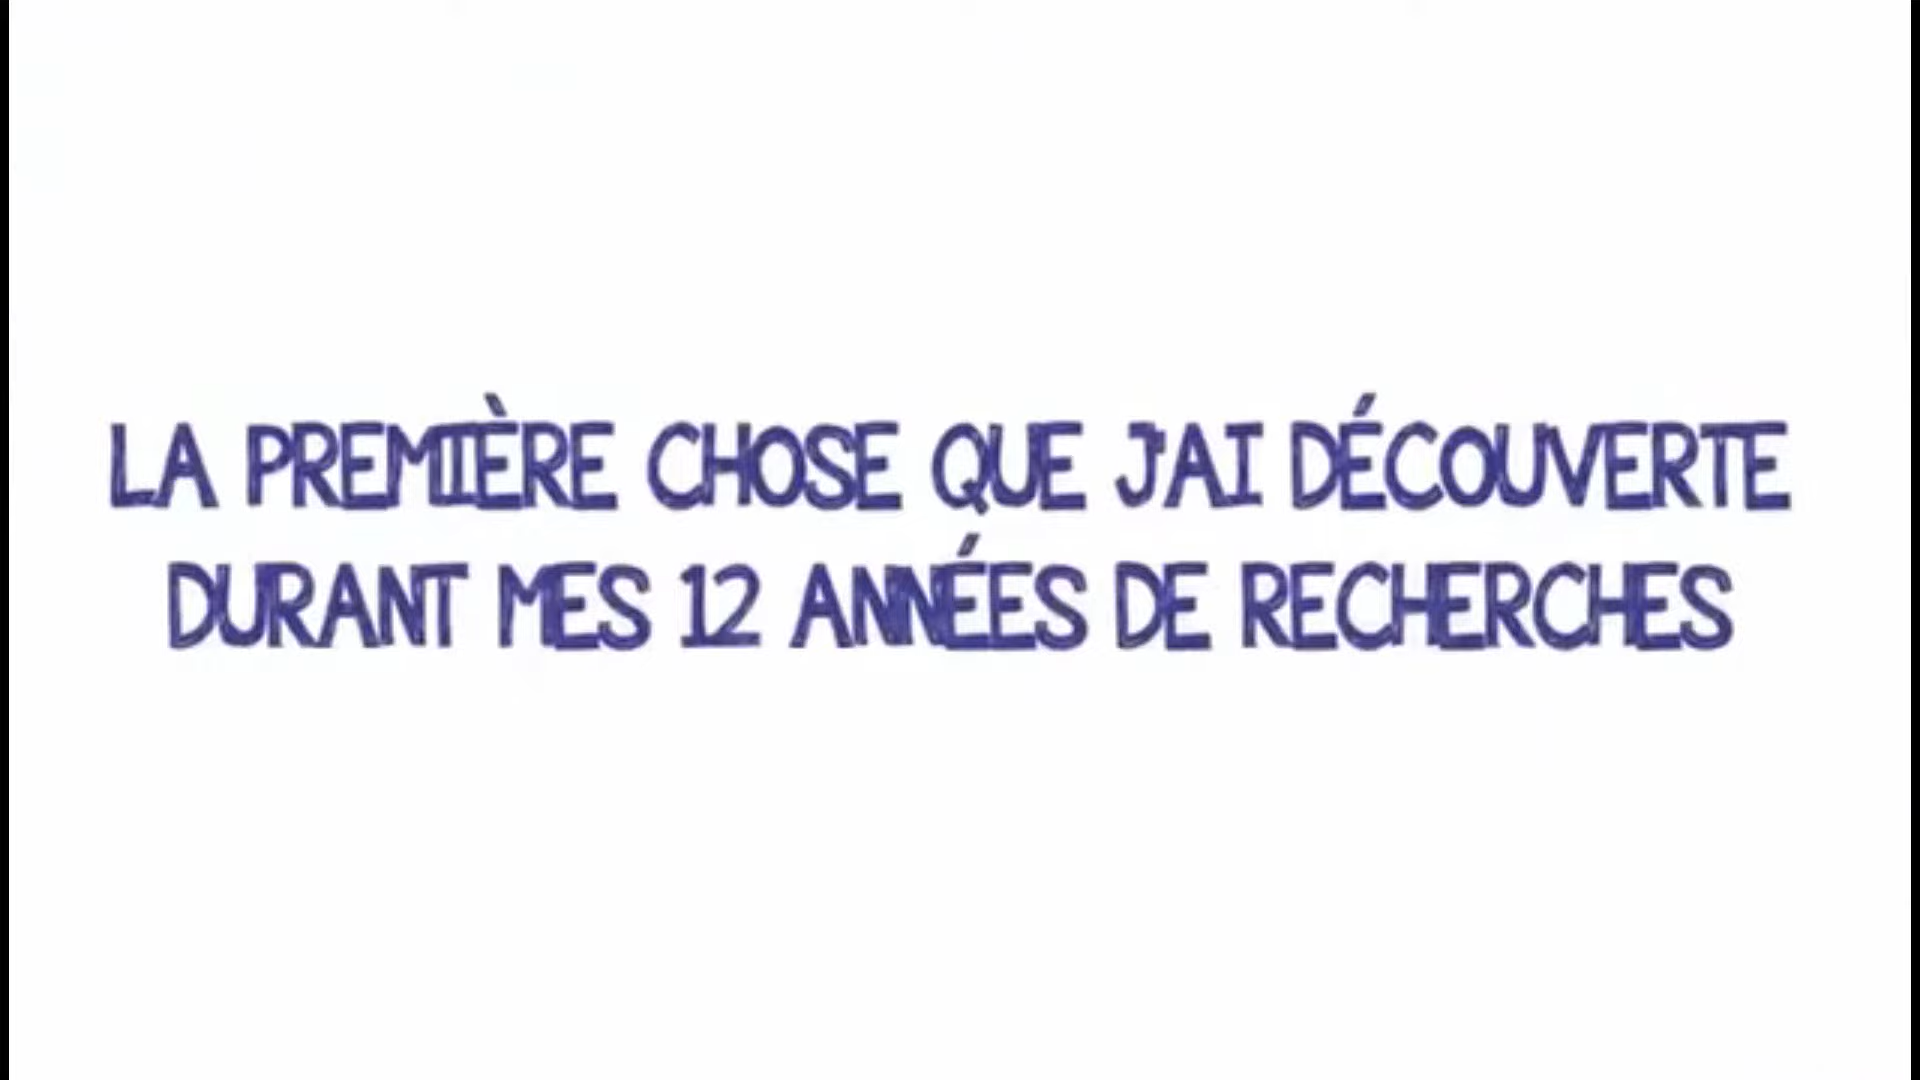 LA PREMIÈRE CHOSE QUE J'AI DÉCOUVERTE
DURANT MES 12 ANNÉES DE RECHERCHES